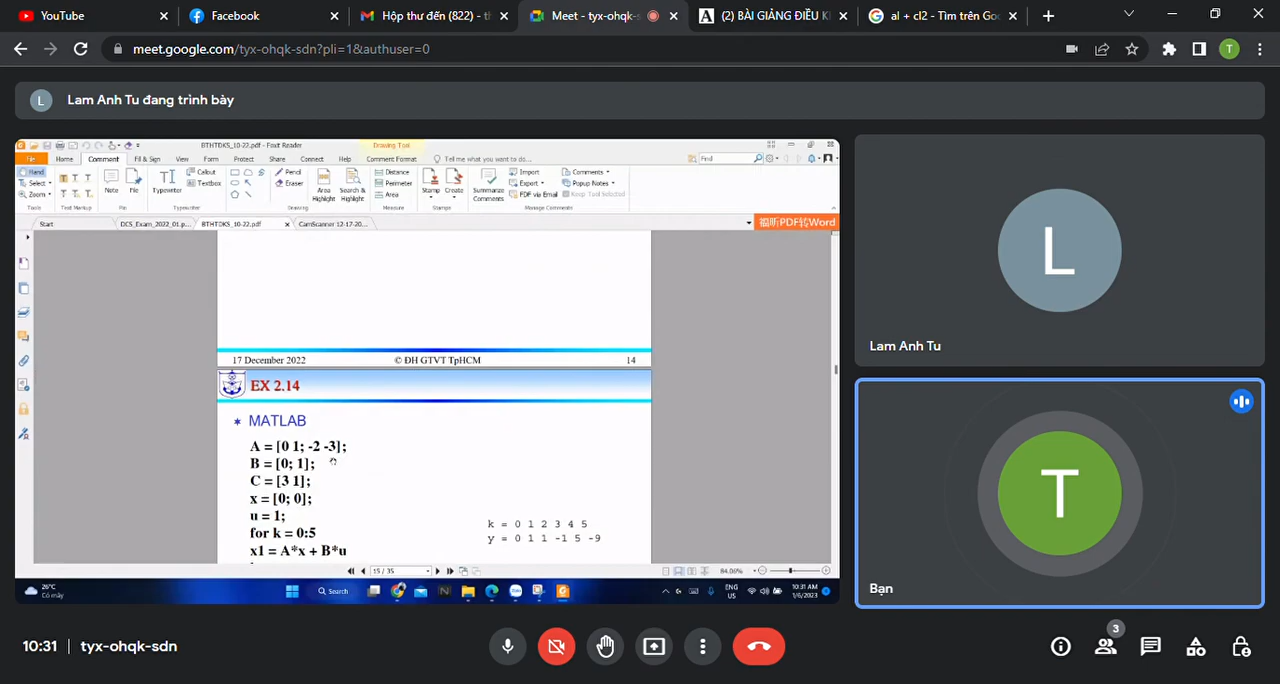 YouTube
Facebook
Hộp thư đến (822) - t
Meet - tyx-ohqk-s
(2) BÀI GIẢNG ĐIỀU K
al + cl2 - Tìm trên Goo
meet.google.com/tyx-ohqk-sdn?pli=1&authuser=0
T
L
Lam Anh Tu đang trình bày
BTHTDKS_10-22.pdf - Foxit Reader
Drawing Tool
File
Home
Comment
Fill & Sign
View
Form
Protect
Share
Connect
Help
Comment Format
Tell me what you want to do...
Find
Hand
Select
Zoom
Note
File
Typewriter
Callout
Textbox
Pencil
Eraser
Area Highlight
Search & Highlight
Distance
Perimeter
Area
Stamp
Create
Summarize Comments
Import
Export
FDF via Email
Comments
Popup Notes
Keep Tool Selected
Tools
Text Markup
Pin
Typewriter
Drawing
Measure
Stamps
Manage Comments
Start
DCS_Exam_2022_01.p...
BTHTDKS_10-22.pdf
CamScanner 12-17-20...
福昕PDF转Word
17 December 2022
© ĐH GTVT TpHCM
14
EX 2.14
MATLAB
A = [0 1; -2 -3];
B = [0; 1];
C = [3 1];
x = [0; 0];
u = 1;
for k = 0:5
x1 = A*x + B*u
k = 0 1 2 3 4 5
y = 0 1 1 -1 5 -9
15 / 35
84.08%
26°C
Có mây
Search
ENG
US
10:31 AM
1/6/2023
L
Lam Anh Tu
T
Bạn
10:31 | tyx-ohqk-sdn
3